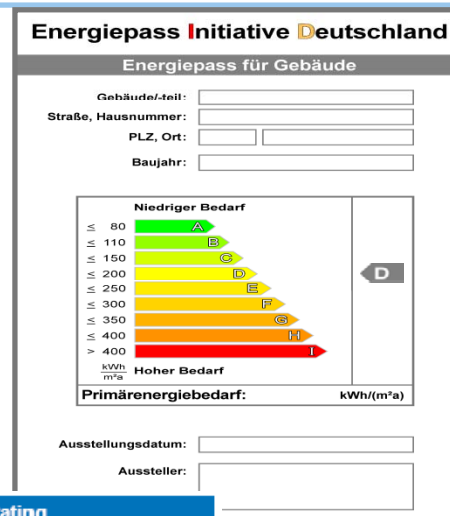 Energiepass Initiative Deutschland
Energiepass für Gebäude
Gebäude/-teil:
Straße, Hausnummer:
PLZ, Ort:
Baujahr:
Niedriger Bedarf
≤ 80 A
≤ 110 B
≤ 150 C
≤ 200 D D
≤ 250 E
≤ 300 F
≤ 350 G
≤ 400 H
> 400 I
kWh/m²a Hoher Bedarf
Primärenergiebedarf: kWh/(m²a)
Ausstellungsdatum:
Aussteller: